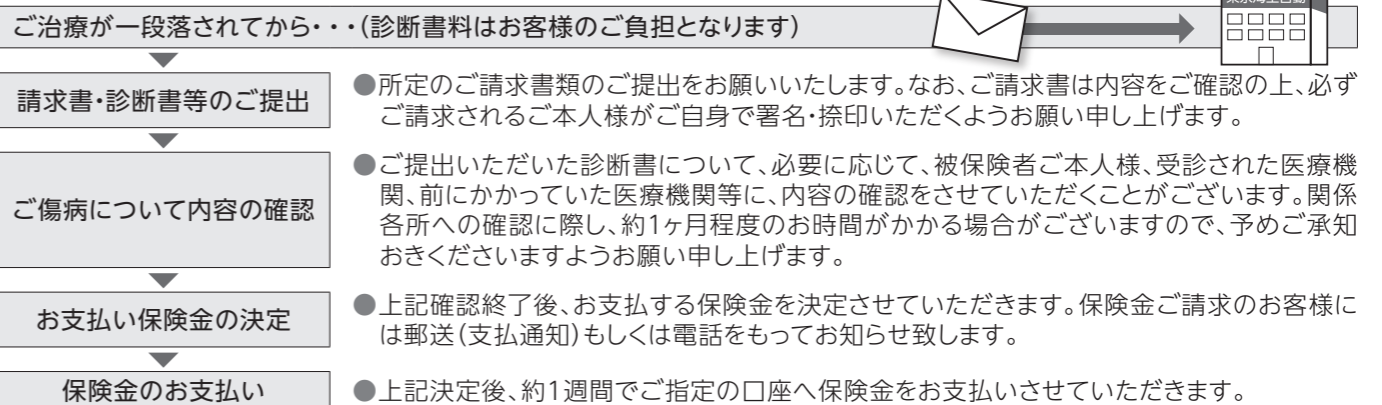 ご治療が一段落されてから・・・(診断書料はお客様のご負担となります)
請求書・診断書等のご提出
●所定のご請求書類のご提出をお願いいたします。なお、ご請求書は内容をご確認の上、必ず
ご請求されるご本人様がご自身で署名・捺印いただくようお願い申し上げます。
ご傷病について内容の確認
●ご提出いただいた診断書について、必要に応じて、被保険者ご本人様、受診された医療機
関、前にかかっていた医療機関等に、内容の確認をさせていただくことがございます。関係
各所への確認に際し、約1ヶ月程度のお時間がかかる場合がございますので、予めご承知
おきくださいますようお願い申し上げます。
お支払い保険金の決定
●上記確認終了後、お支払する保険金を決定させていただきます。保険金ご請求のお客様に
は郵送(支払通知)もしくは電話をもってお知らせ致します。
保険金のお支払い
●上記決定後、約1週間でご指定の口座へ保険金をお支払いさせていただきます。